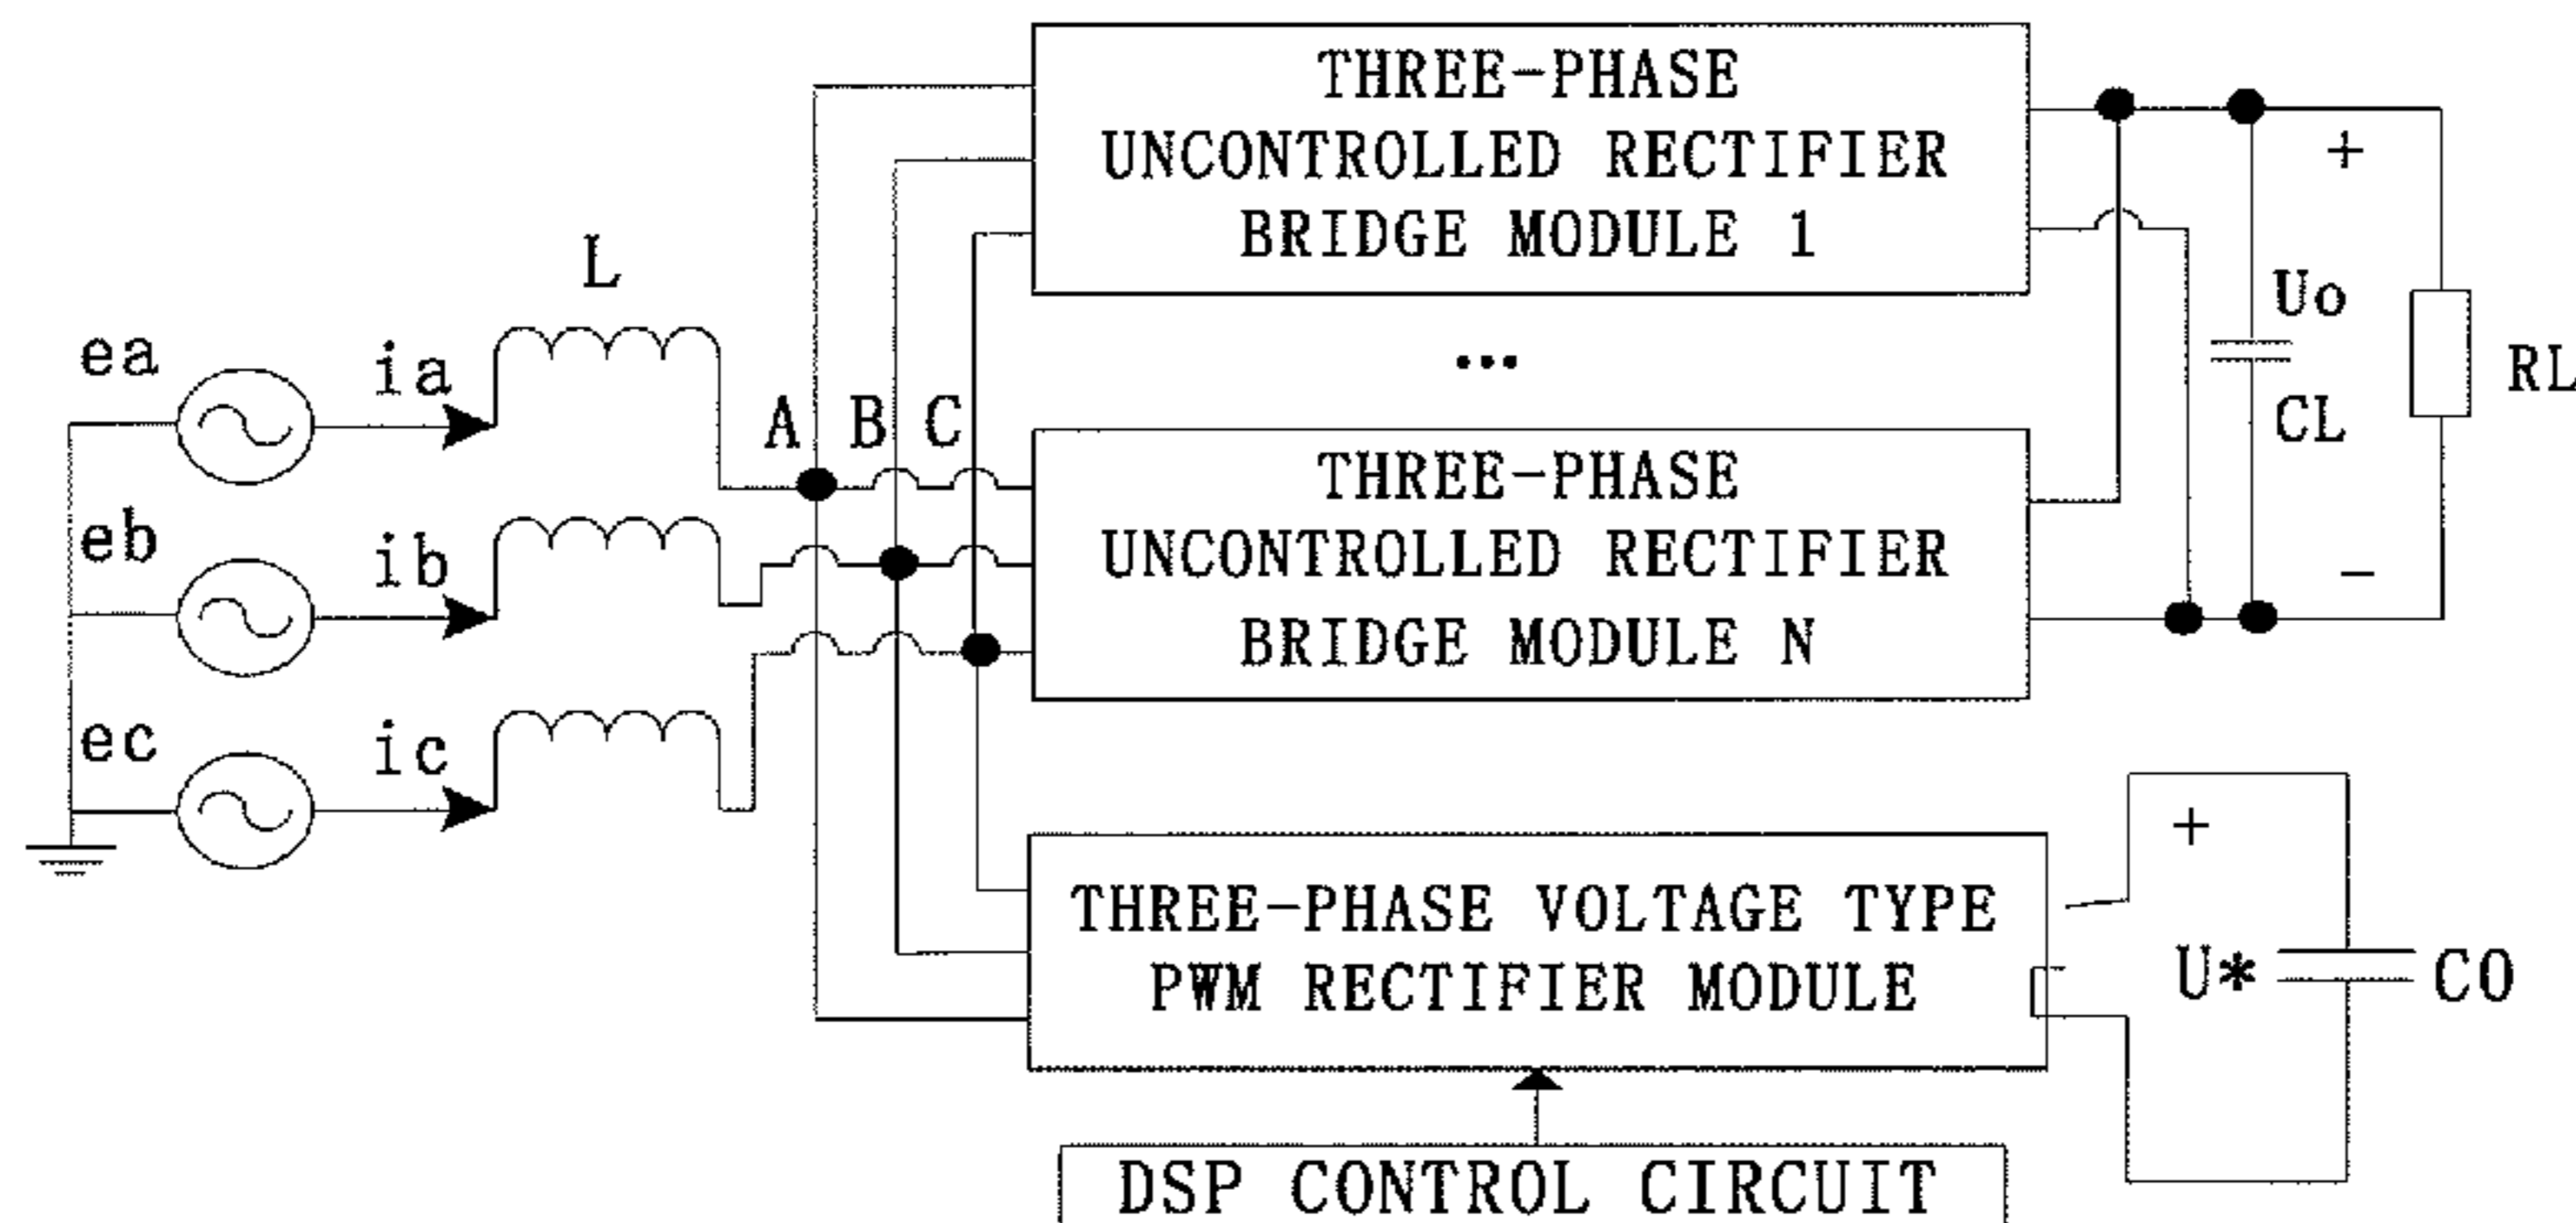 THREE-PHASE
UNCONTROLLED RECTIFIER
BRIDGE MODULE 1
L
ea
ia
A B C
...
+
Uo
CL
RL
THREE-PHASE
UNCONTROLLED RECTIFIER
BRIDGE MODULE N
eb
ib
−
ec
ic
THREE-PHASE VOLTAGE TYPE
PWM RECTIFIER MODULE
+
U*
C0
DSP CONTROL CIRCUIT